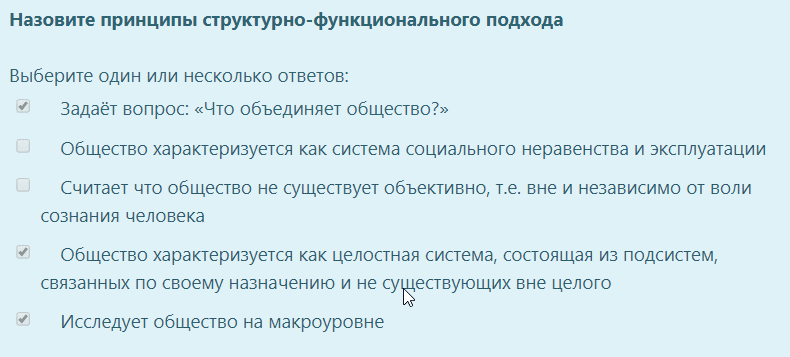 Назовите принципы структурно-функционального подхода
Выберите один или несколько ответов:
Задаёт вопрос: «Что объединяет общество?»
Общество характеризуется как система социального неравенства и эксплуатации
Считает что общество не существует объективно, т.е. вне и независимо от воли
сознания человека
Общество характеризуется как целостная система, состоящая из подсистем,
связанных по своему назначению и не существующих вне целого
Исследует общество на макроуровне